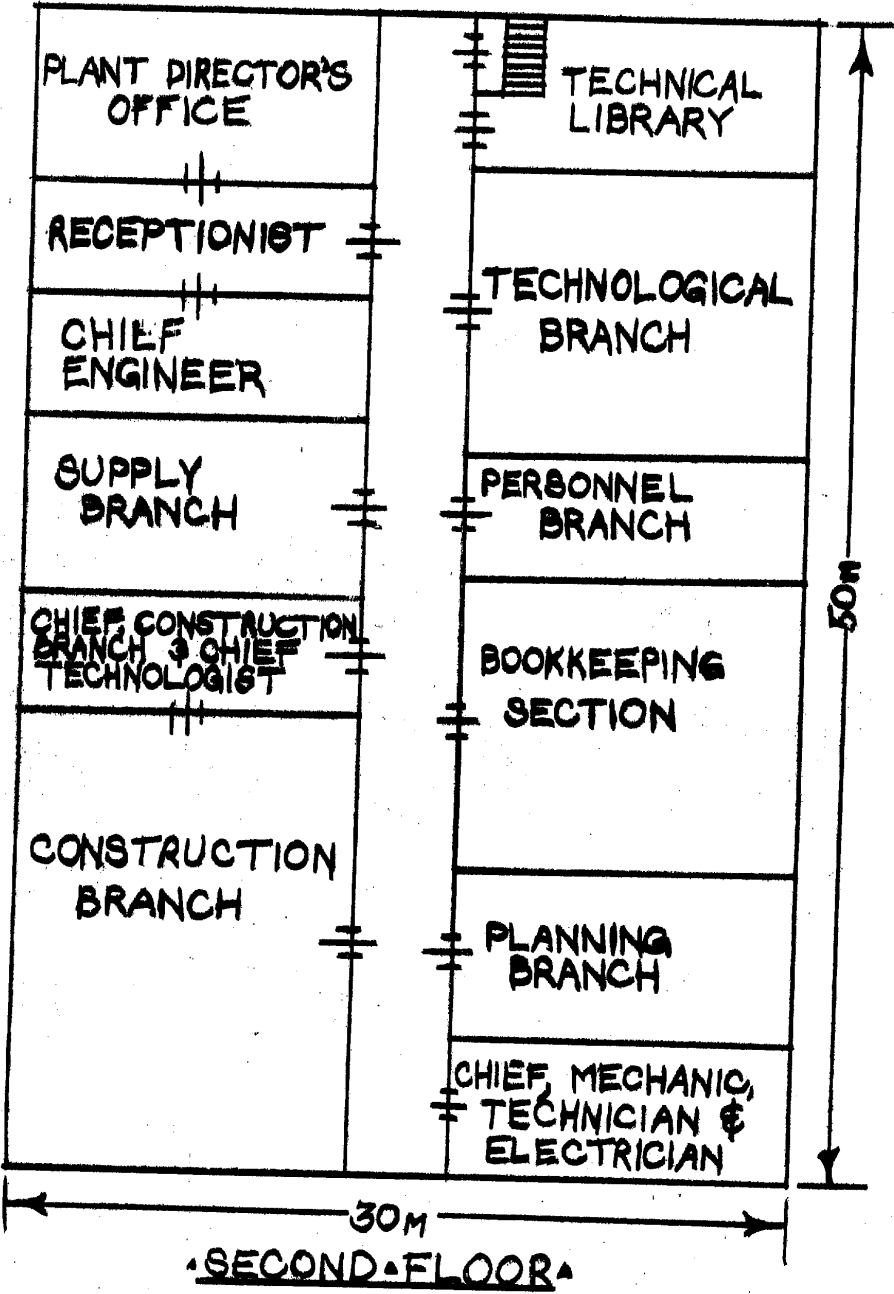 PLANT DIRECTOR'S
OFFICE
RECEPTIONIST
CHIEF
ENGINEER
SUPPLY
BRANCH
CHIEF, CONSTRUCTION
BRANCH & CHIEF
TECHNOLOGIST
CONSTRUCTION
BRANCH
TECHNICAL
LIBRARY
TECHNOLOGICAL
BRANCH
PERSONNEL
BRANCH
BOOKKEEPING
SECTION
PLANNING
BRANCH
CHIEF, MECHANIC,
TECHNICIAN &
ELECTRICIAN
50M
30M
SECOND FLOOR